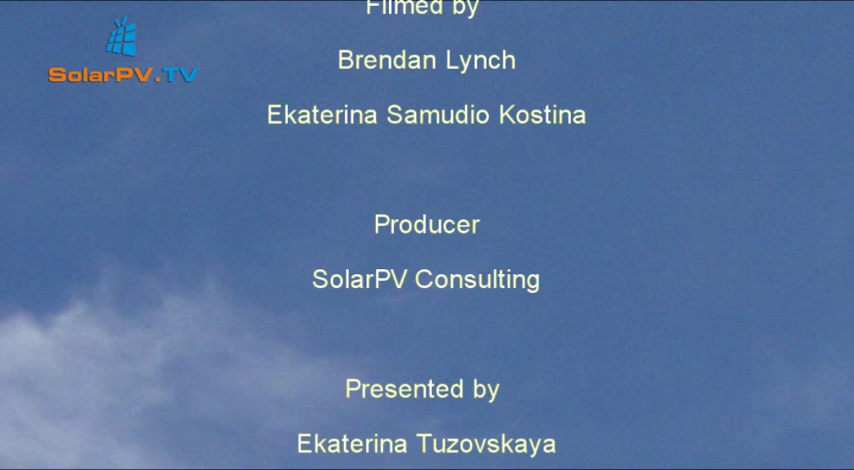 Filmed by
SolarPV.TV
Brendan Lynch
Ekaterina Samudio Kostina
Producer
SolarPV Consulting
Presented by
Ekaterina Tuzovskaya